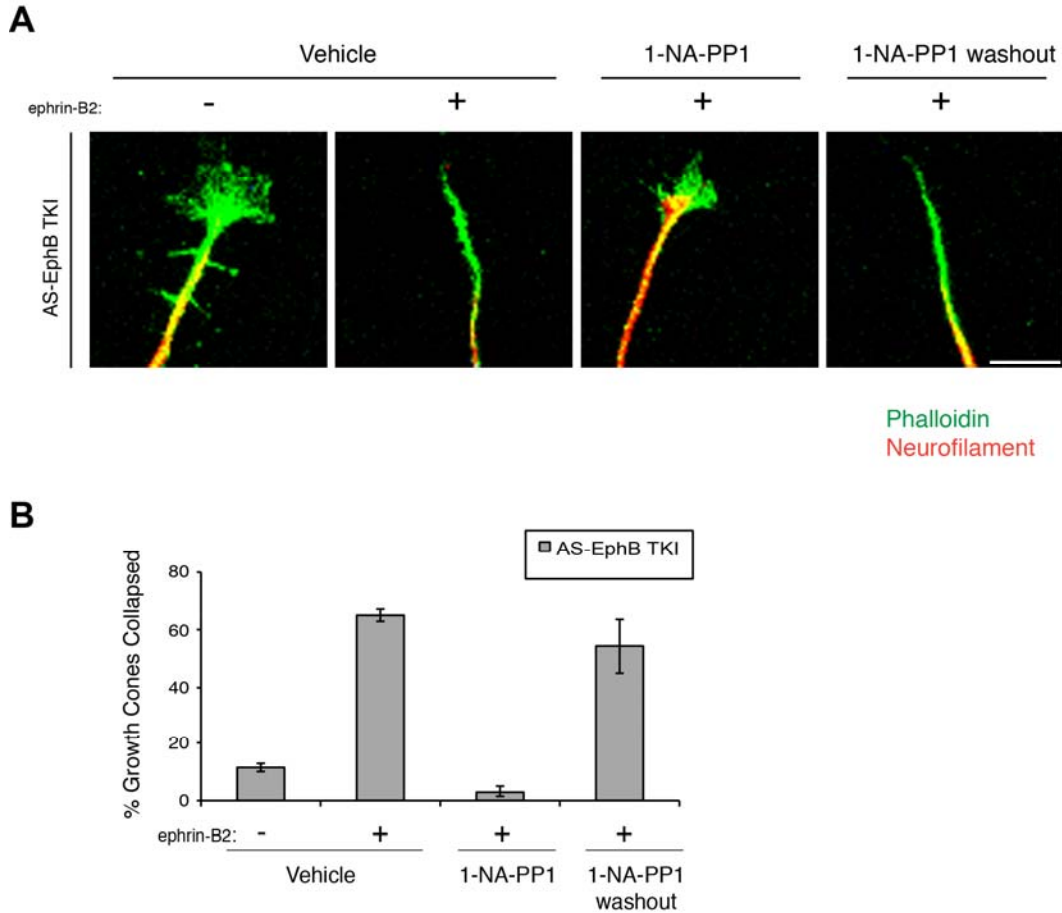 A
Vehicle
1-NA-PP1
1-NA-PP1 washout
ephrin-B2:
-
+
+
+
AS-EphB TKI
Phalloidin
Neurofilament
B
AS-EphB TKI
% Growth Cones Collapsed
80
60
40
20
0
ephrin-B2:
-
+
+
+
Vehicle
1-NA-PP1
1-NA-PP1
washout